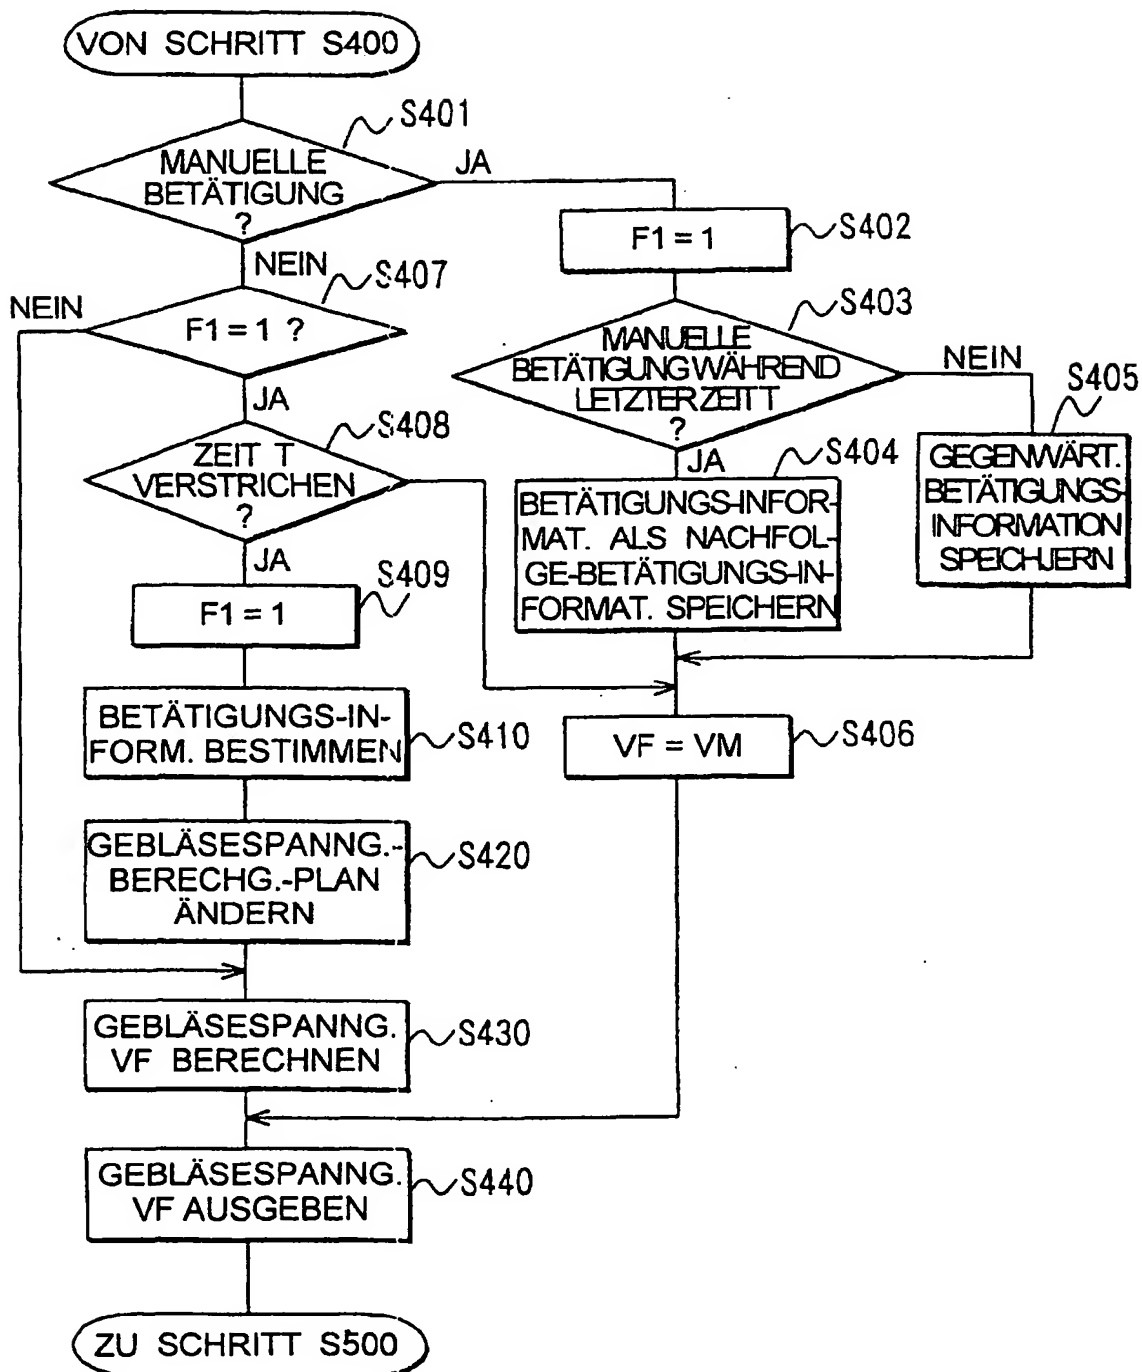 VON SCHRITT S400
S401
MANUELLE
BETÄTIGUNG
?
JA
NEIN
S402
F1 = 1
S407
NEIN
F1 = 1 ?
JA
S403
MANUELLE
BETÄTIGUNG WÄHREND
LETZTER ZEIT T
?
NEIN
JA
S405
GEGENWÄRT.
BETÄTIGUNGS-
INFORMATION
SPEICHJERN
S408
ZEIT T
VERSTRICHEN
?
JA
S404
BETÄTIGUNGS-INFOR-
MAT. ALS NACHFOL-
GE-BETÄTIGUNGS-IN-
FORMAT. SPEICHERN
S409
F1 = 1
BETÄTIGUNGS-IN-
FORM. BESTIMMEN
S410
VF = VM
S406
GEBLÄSESPANNG.-
BERECHG.-PLAN
ÄNDERN
S420
GEBLÄSESPANNG.
VF BERECHNEN
S430
GEBLÄSESPANNG.
VF AUSGEBEN
S440
ZU SCHRITT S500